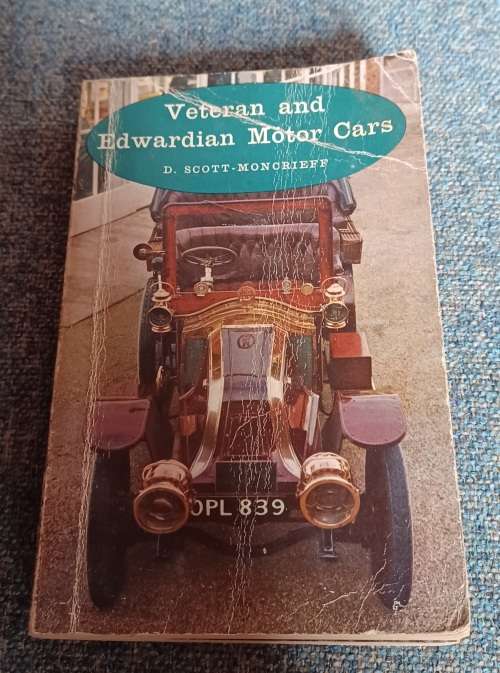 Veteran and
Edwardian Motor Cars
D. SCOTT-MONCRIEFF
OPL 839